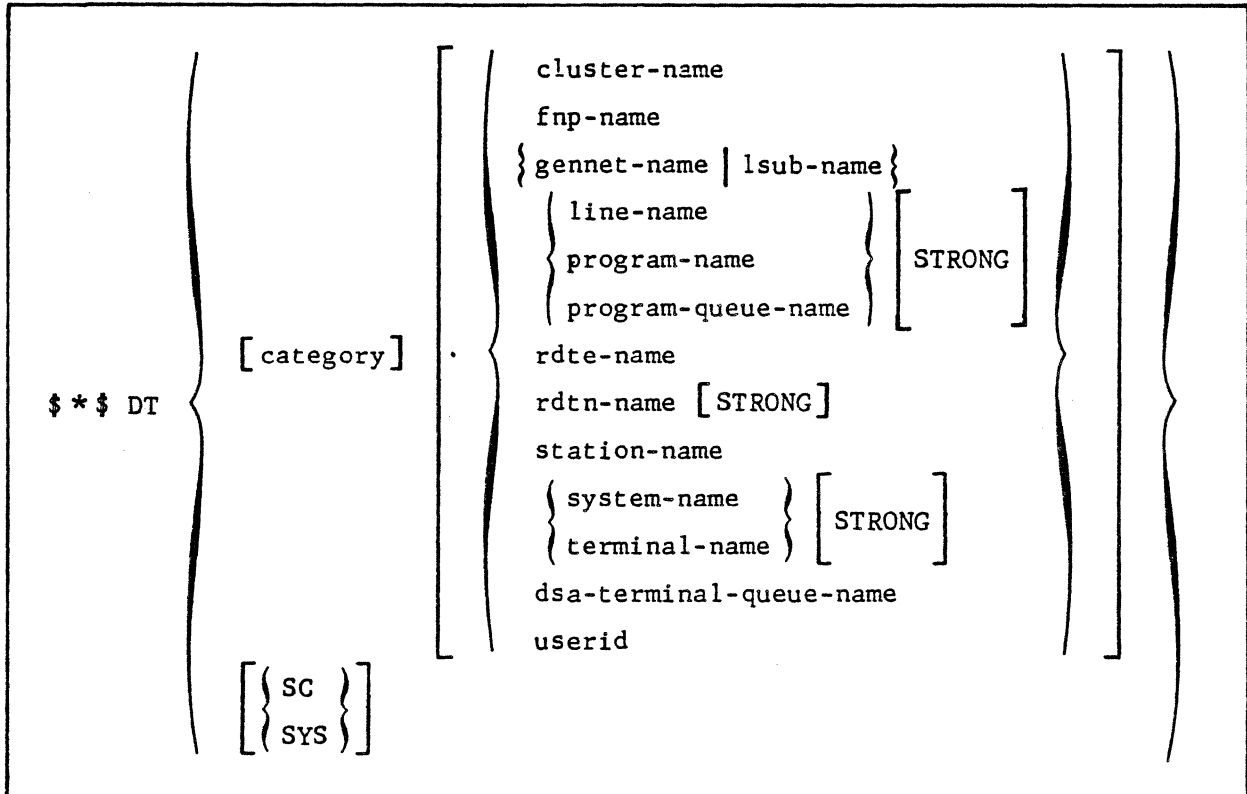 cluster-name
fnp-name
{gennet-name | lsub-name}
line-name
program-name
STRONG
program-queue-name
[category] . rdte-name
$*$ DT
rdtn-name [STRONG]
station-name
system-name
STRONG
terminal-name
dsa-terminal-queue-name
userid
SC
SYS